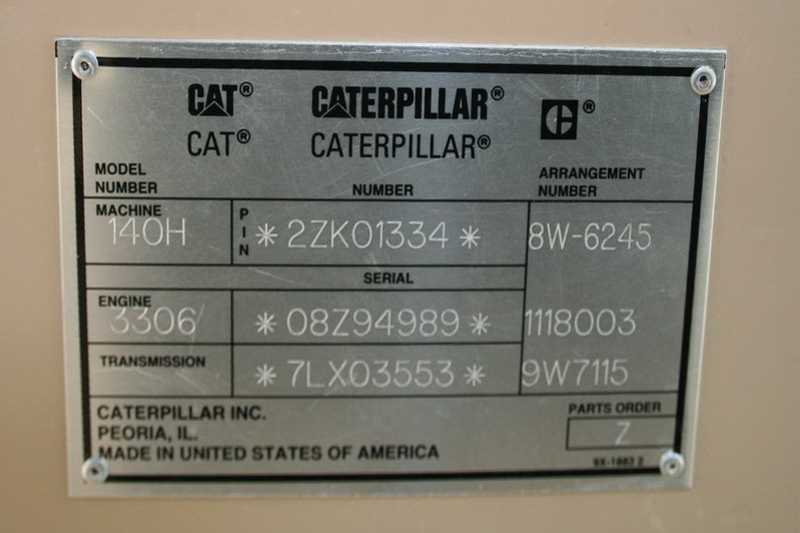 CAT® CATERPILLAR® ®
CAT® CATERPILLAR®
MODEL NUMBER NUMBER ARRANGEMENT NUMBER
MACHINE
140H PIN *2ZK01334* 8W-6245
SERIAL
ENGINE
3306 *08Z94989* 1118003
TRANSMISSION *7LX03553* 9W7115
CATERPILLAR INC. PARTS ORDER
PEORIA, IL. 7
MADE IN UNITED STATES OF AMERICA